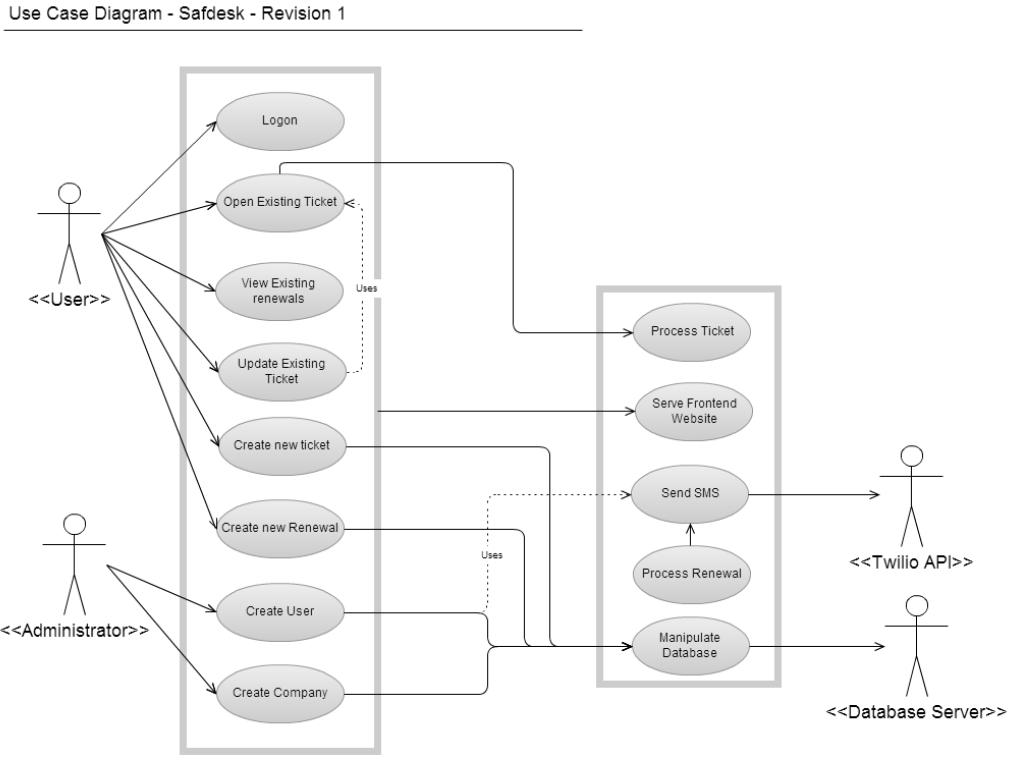 Use Case Diagram - Safdesk - Revision 1
Logon
Open Existing Ticket
View Existing
renewals
Uses
Update Existing
Ticket
Create new ticket
Create new Renewal
Create User
Create Company
<<User>>
<<Administrator>>
Process Ticket
Serve Frontend
Website
Send SMS
Uses
Process Renewal
Manipulate
Database
<<Twilio API>>
<<Database Server>>